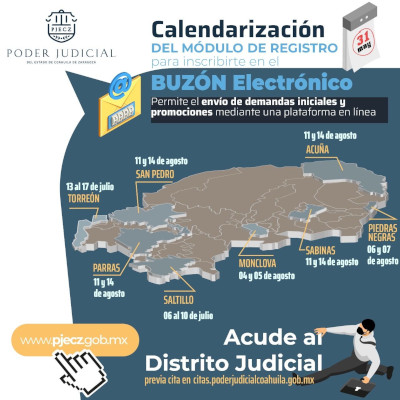 PJECZ
PODER JUDICIAL
DEL ESTADO DE COAHUILA DE ZARAGOZA
Calendarización
DEL MÓDULO DE REGISTRO
para inscribirte en el
BUZÓN Electrónico
31
may
Permite el envío de demandas iniciales y
promociones mediante una plataforma en línea
11 y 14 de agosto
ACUÑA
11 y 14 de agosto
SAN PEDRO
13 al 17 de julio
TORREÓN
PIEDRAS
NEGRAS
06 y 07
de agosto
SABINAS
11 y 14
de agosto
MONCLOVA
04 y 05 de agosto
PARRAS
11 y 14
de agosto
SALTILLO
06 al 10 de julio
www.pjecz.gob.mx
Acude al
Distrito Judicial
previa cita en citas.poderjudicialcoahuila.gob.mx